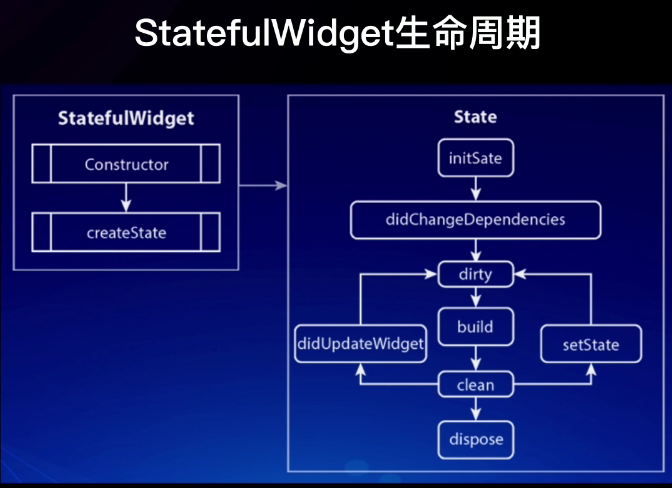 StatefulWidget生命周期
StatefulWidget
Constructor
createState
State
initSate
didChangeDependencies
dirty
build
didUpdateWidget
setState
clean
dispose